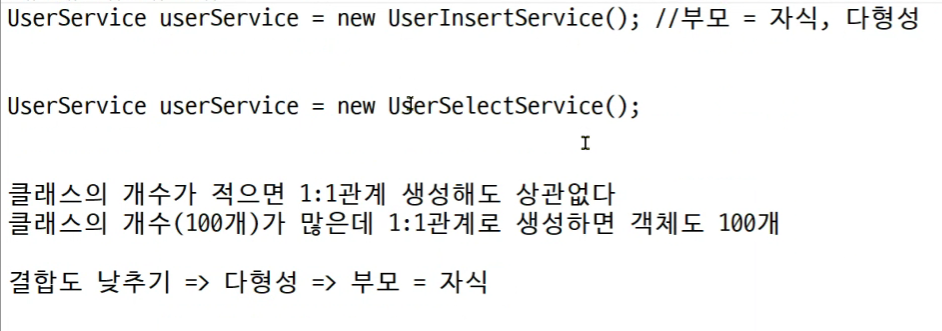 UserService userService = new UserInsertService(); //부모 = 자식, 다형성
UserService userService = new UserSelectService();
클래스의 개수가 적으면 1:1관계 생성해도 상관없다
클래스의 개수(100개)가 많은데 1:1관계로 생성하면 객체도 100개
결합도 낮추기 => 다형성 => 부모 = 자식